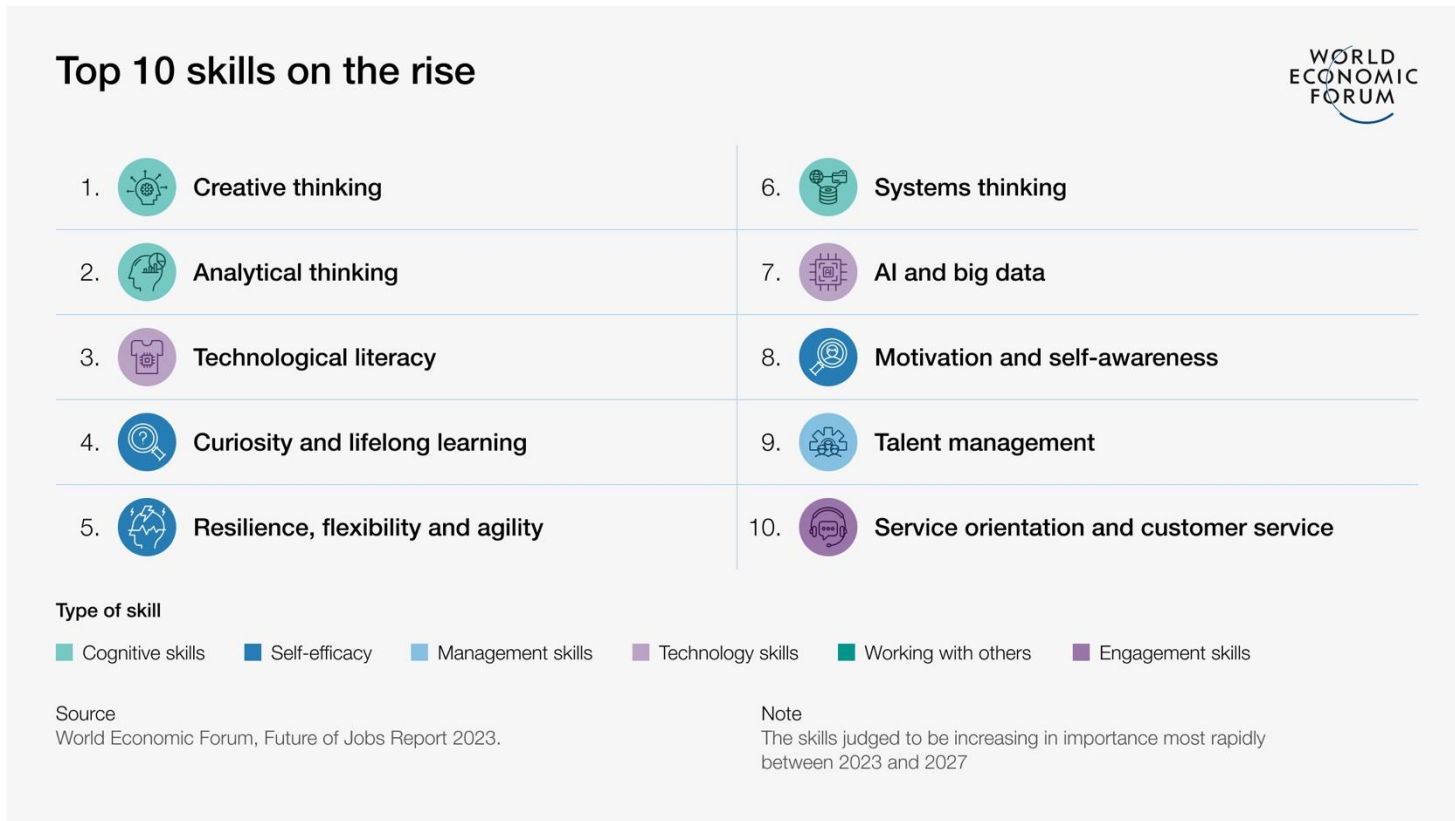 Top 10 skills on the rise
WORLD
ECONOMIC
FORUM
1. Creative thinking
2. Analytical thinking
3. Technological literacy
4. Curiosity and lifelong learning
5. Resilience, flexibility and agility
6. Systems thinking
7. AI and big data
8. Motivation and self-awareness
9. Talent management
10. Service orientation and customer service
Type of skill
Cognitive skills
Self-efficacy
Management skills
Technology skills
Working with others
Engagement skills
Source
World Economic Forum, Future of Jobs Report 2023.
Note
The skills judged to be increasing in importance most rapidly
between 2023 and 2027